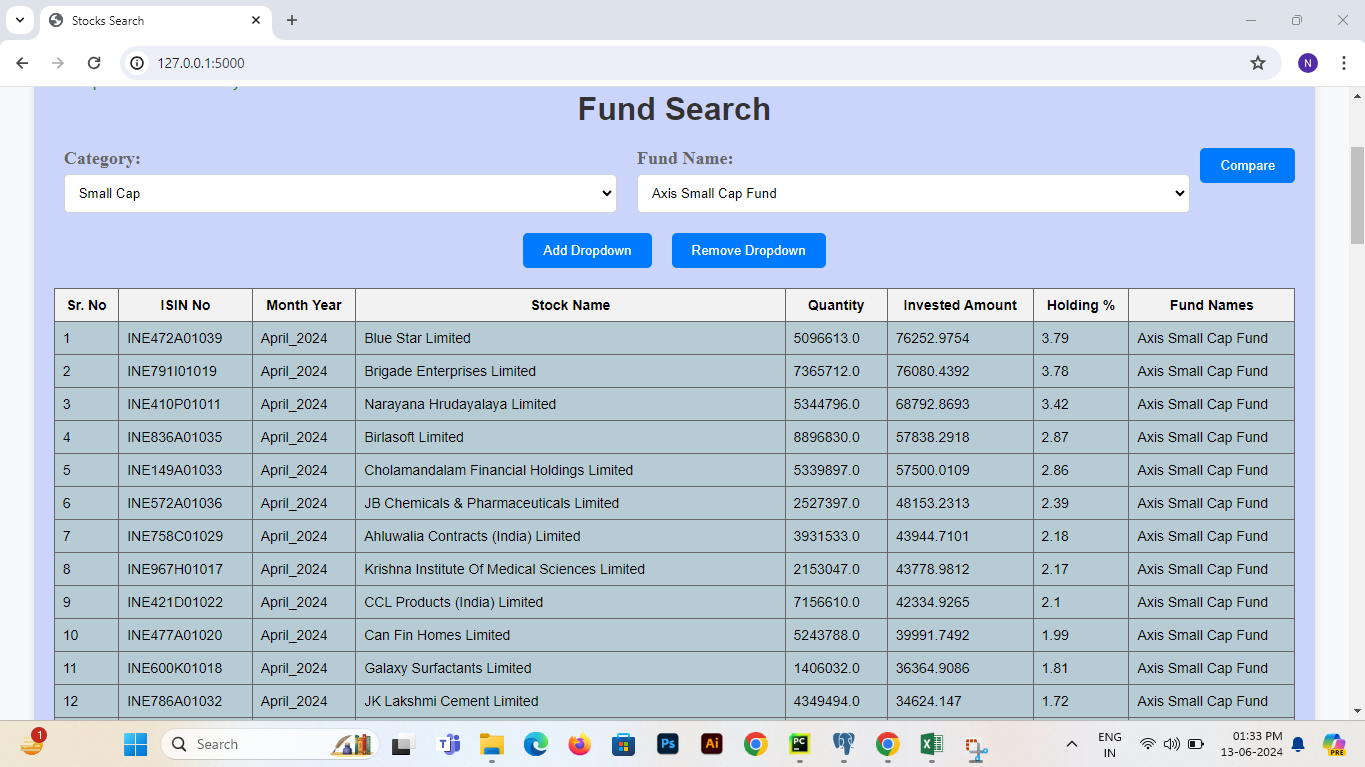 Stocks Search
127.0.0.1:5000
N
Fund Search
Category: Fund Name: Compare
Small Cap Axis Small Cap Fund
Add Dropdown Remove Dropdown
Sr. No ISIN No Month Year Stock Name Quantity Invested Amount Holding % Fund Names
1 INE472A01039 April_2024 Blue Star Limited 5096613.0 76252.9754 3.79 Axis Small Cap Fund
2 INE791I01019 April_2024 Brigade Enterprises Limited 7365712.0 76080.4392 3.78 Axis Small Cap Fund
3 INE410P01011 April_2024 Narayana Hrudayalaya Limited 5344796.0 68792.8693 3.42 Axis Small Cap Fund
4 INE836A01035 April_2024 Birlasoft Limited 8896830.0 57838.2918 2.87 Axis Small Cap Fund
5 INE149A01033 April_2024 Cholamandalam Financial Holdings Limited 5339897.0 57500.0109 2.86 Axis Small Cap Fund
6 INE572A01036 April_2024 JB Chemicals & Pharmaceuticals Limited 2527397.0 48153.2313 2.39 Axis Small Cap Fund
7 INE758C01029 April_2024 Ahluwalia Contracts (India) Limited 3931533.0 43944.7101 2.18 Axis Small Cap Fund
8 INE967H01017 April_2024 Krishna Institute Of Medical Sciences Limited 2153047.0 43778.9812 2.17 Axis Small Cap Fund
9 INE421D01022 April_2024 CCL Products (India) Limited 7156610.0 42334.9265 2.1 Axis Small Cap Fund
10 INE477A01020 April_2024 Can Fin Homes Limited 5243788.0 39991.7492 1.99 Axis Small Cap Fund
11 INE600K01018 April_2024 Galaxy Surfactants Limited 1406032.0 36364.9086 1.81 Axis Small Cap Fund
12 INE786A01032 April_2024 JK Lakshmi Cement Limited 4349494.0 34624.147 1.72 Axis Small Cap Fund
1 Search Ps Ai PC ENG 01:33 PM
IN 13-06-2024 PRE